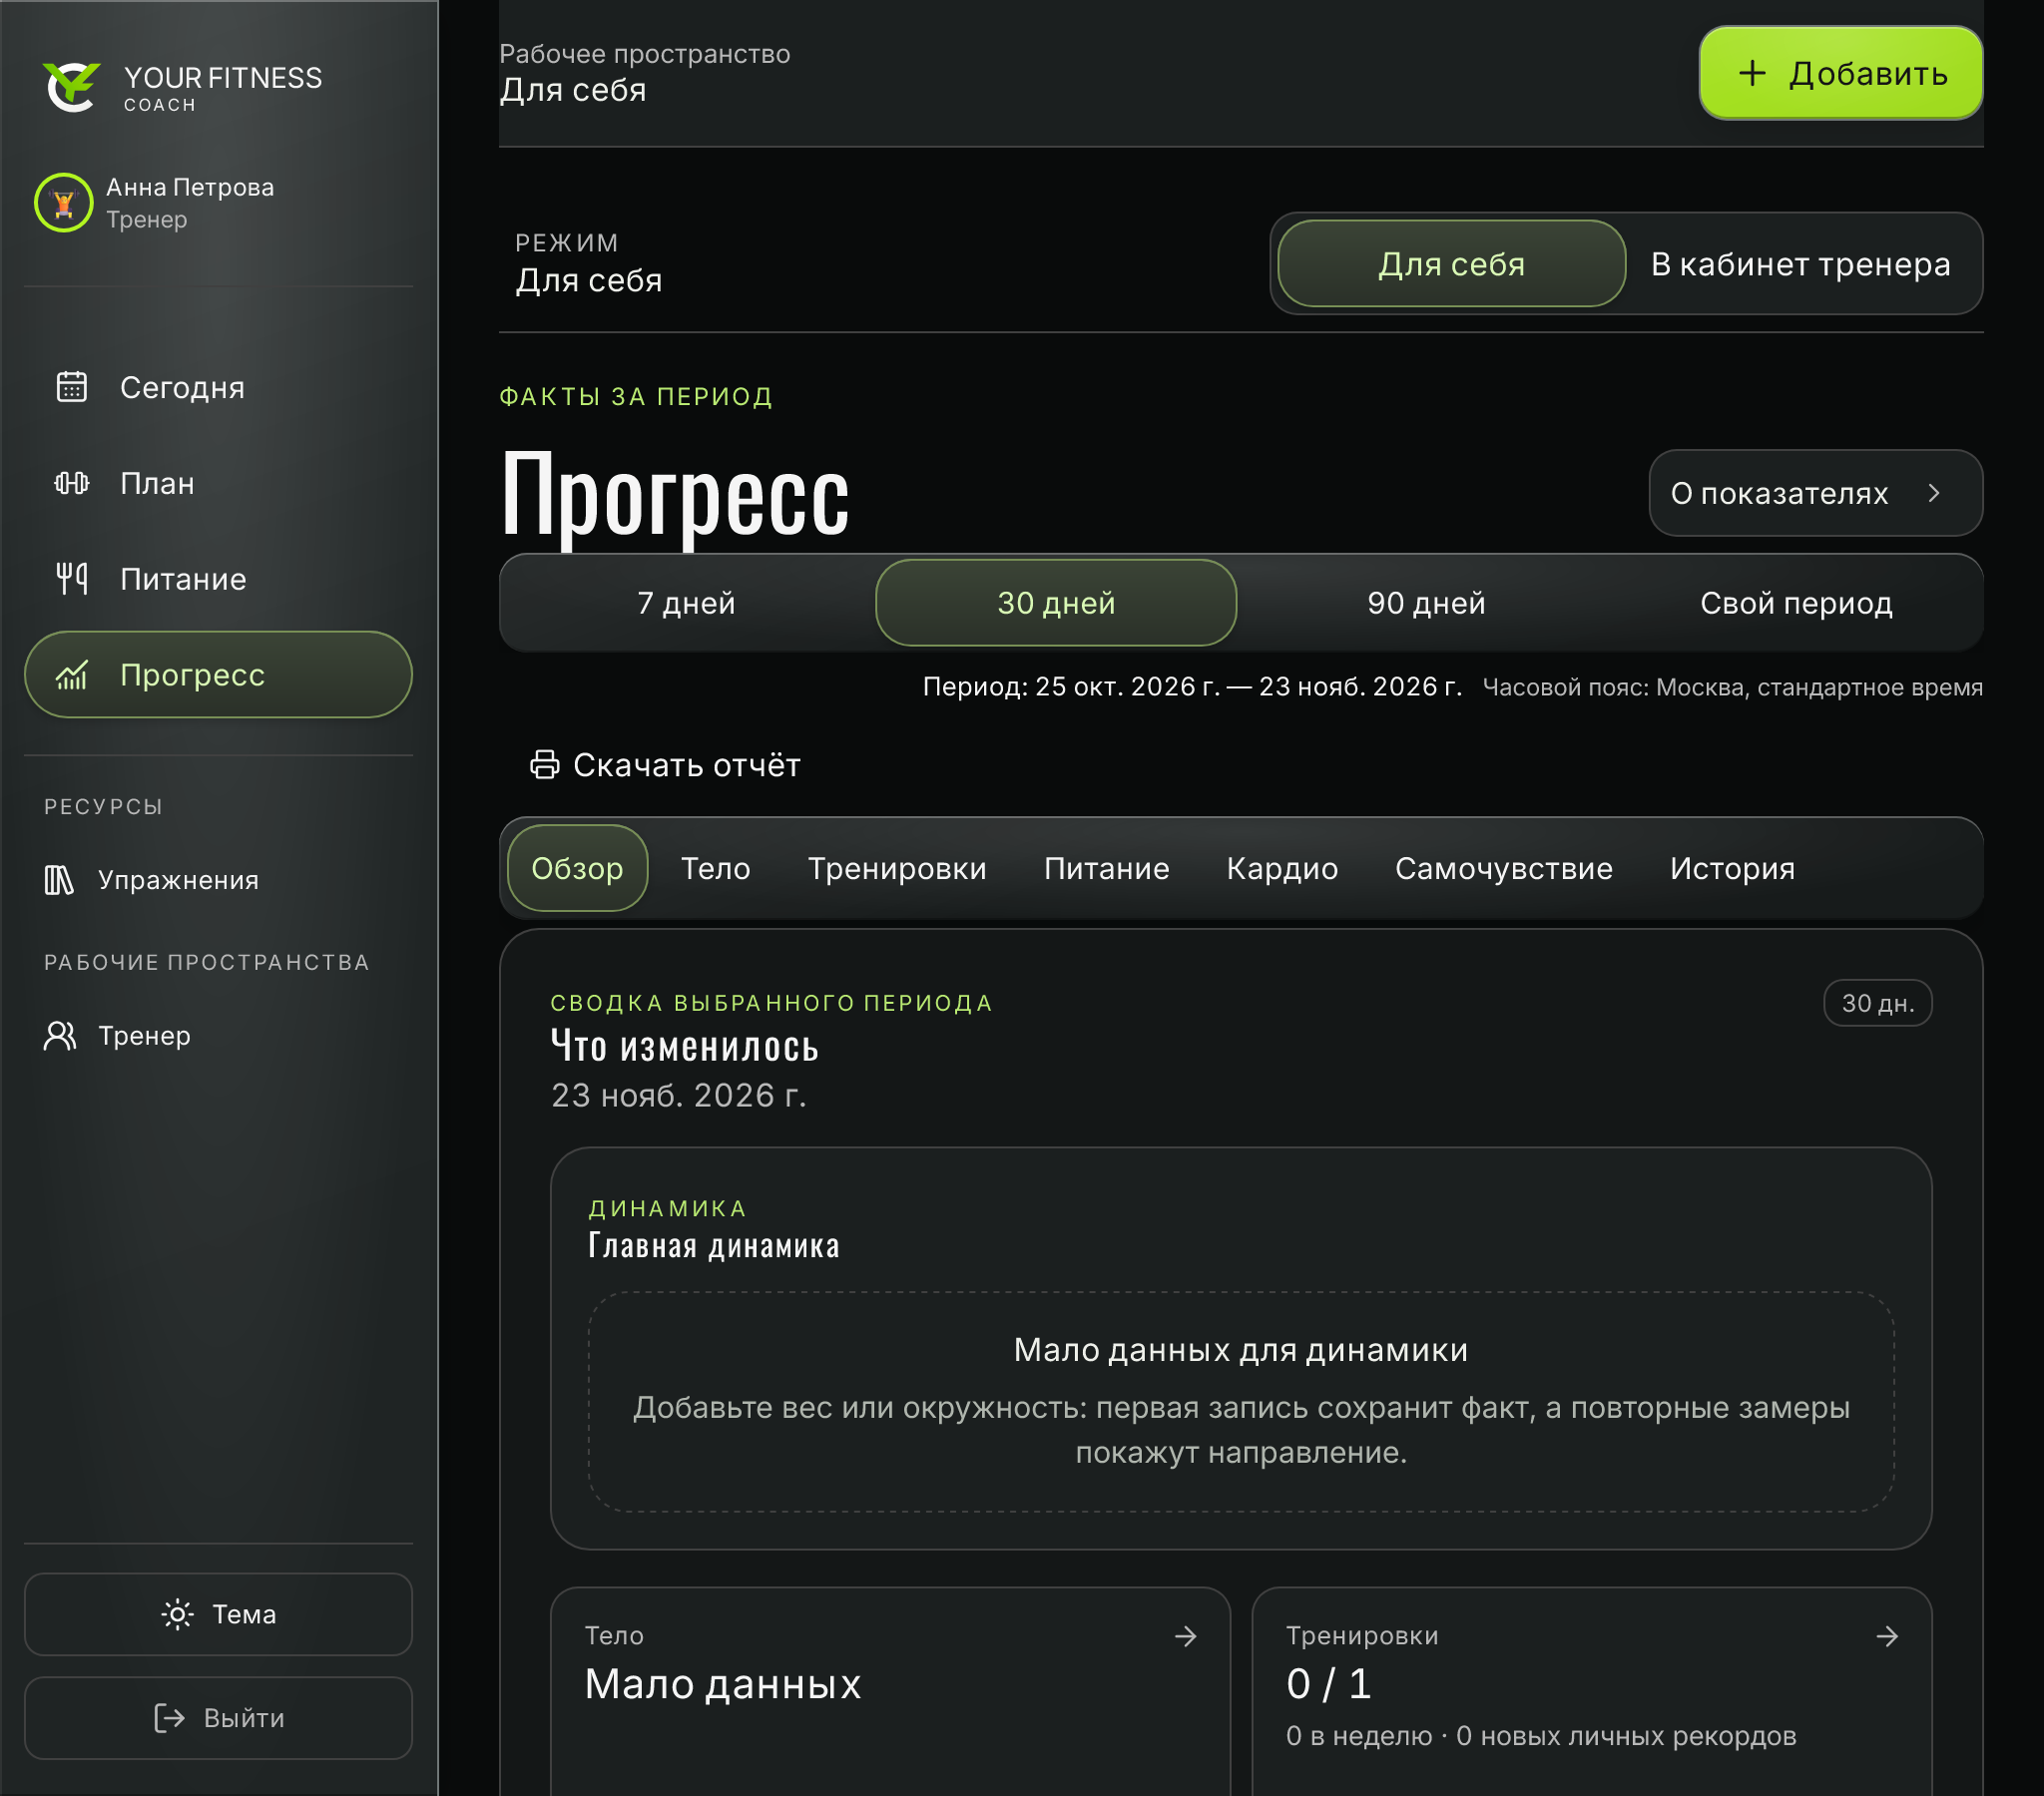 YOUR FITNESS
COACH
Анна Петрова
Тренер
Сегодня
План
Питание
Прогресс
РЕСУРСЫ
Упражнения
РАБОЧИЕ ПРОСТРАНСТВА
Тренер
Тема
Выйти
Рабочее пространство
Для себя
Добавить
РЕЖИМ
Для себя
Для себя
В кабинет тренера
ФАКТЫ ЗА ПЕРИОД
Прогресс
О показателях
7 дней
30 дней
90 дней
Свой период
Период: 25 окт. 2026 г. — 23 нояб. 2026 г.
Часовой пояс: Москва, стандартное время
Скачать отчёт
Обзор
Тело
Тренировки
Питание
Кардио
Самочувствие
История
СВОДКА ВЫБРАННОГО ПЕРИОДА
30 дн.
Что изменилось
23 нояб. 2026 г.
ДИНАМИКА
Главная динамика
Мало данных для динамики
Добавьте вес или окружность: первая запись сохранит факт, а повторные замеры
покажут направление.
Тело
Мало данных
Тренировки
0 / 1
0 в неделю · 0 новых личных рекордов